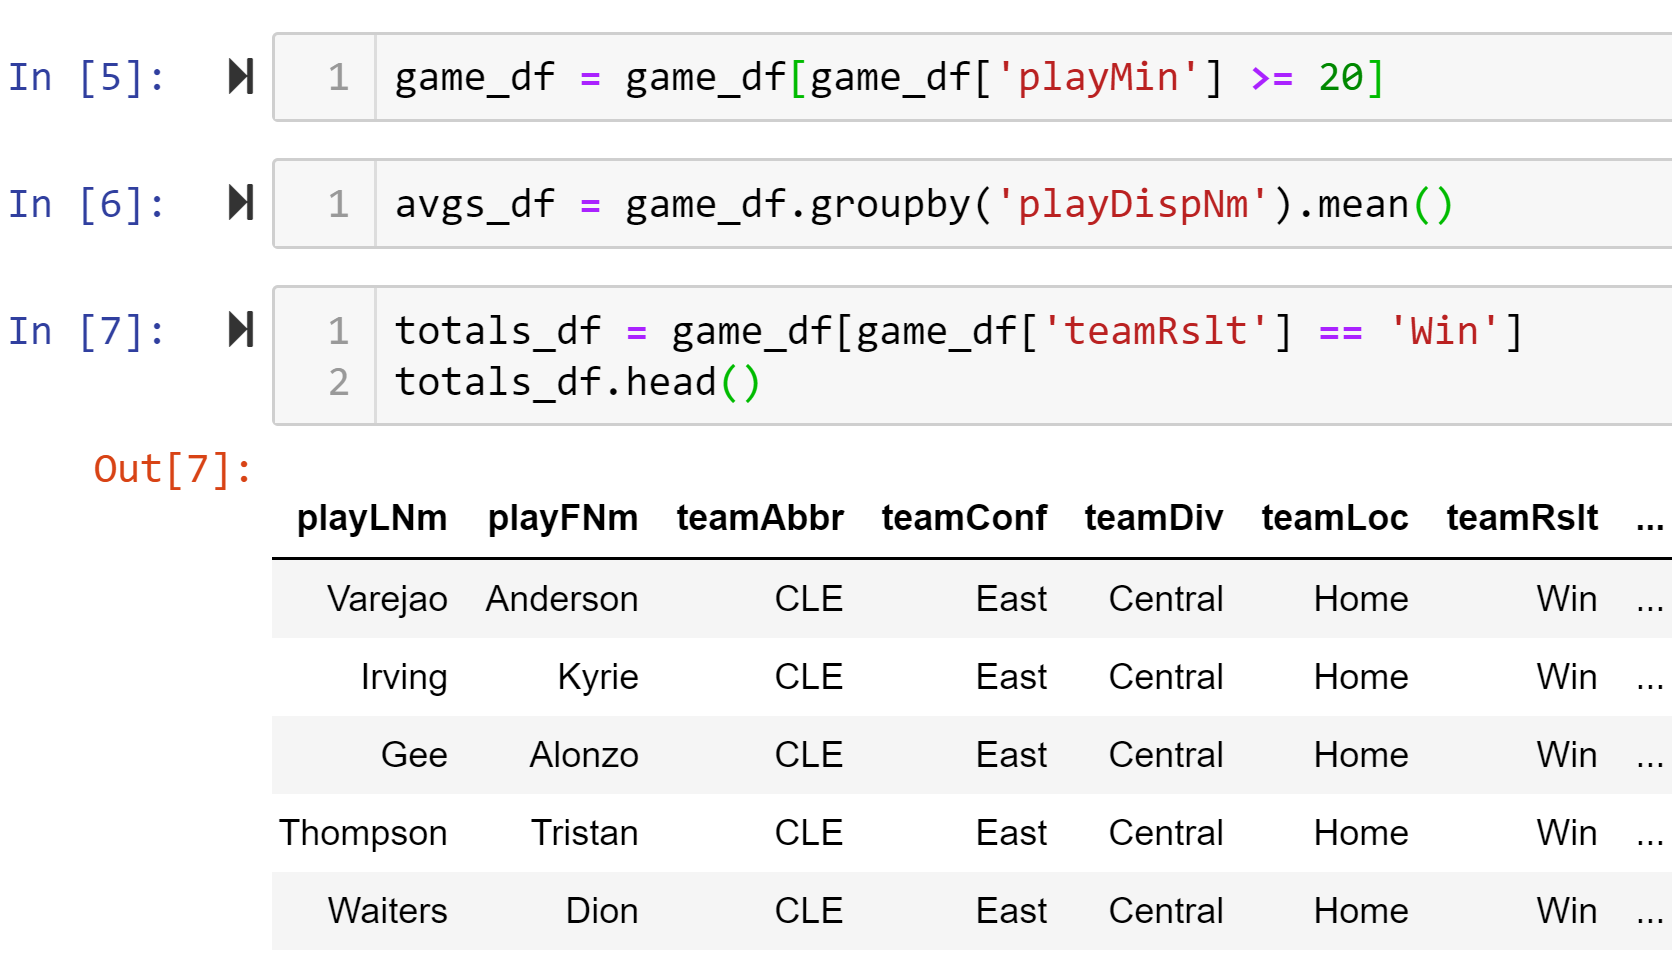 In [5]: 1 game_df = game_df[game_df['playMin'] >= 20]
In [6]: 1 avgs_df = game_df.groupby('playDispNm').mean()
In [7]: 1 totals_df = game_df[game_df['teamRslt'] == 'Win']
2 totals_df.head()
Out[7]:
playLNm playFNm teamAbbr teamConf teamDiv teamLoc teamRslt ...
Varejao Anderson CLE East Central Home Win ...
Irving Kyrie CLE East Central Home Win ...
Gee Alonzo CLE East Central Home Win ...
Thompson Tristan CLE East Central Home Win ...
Waiters Dion CLE East Central Home Win ...